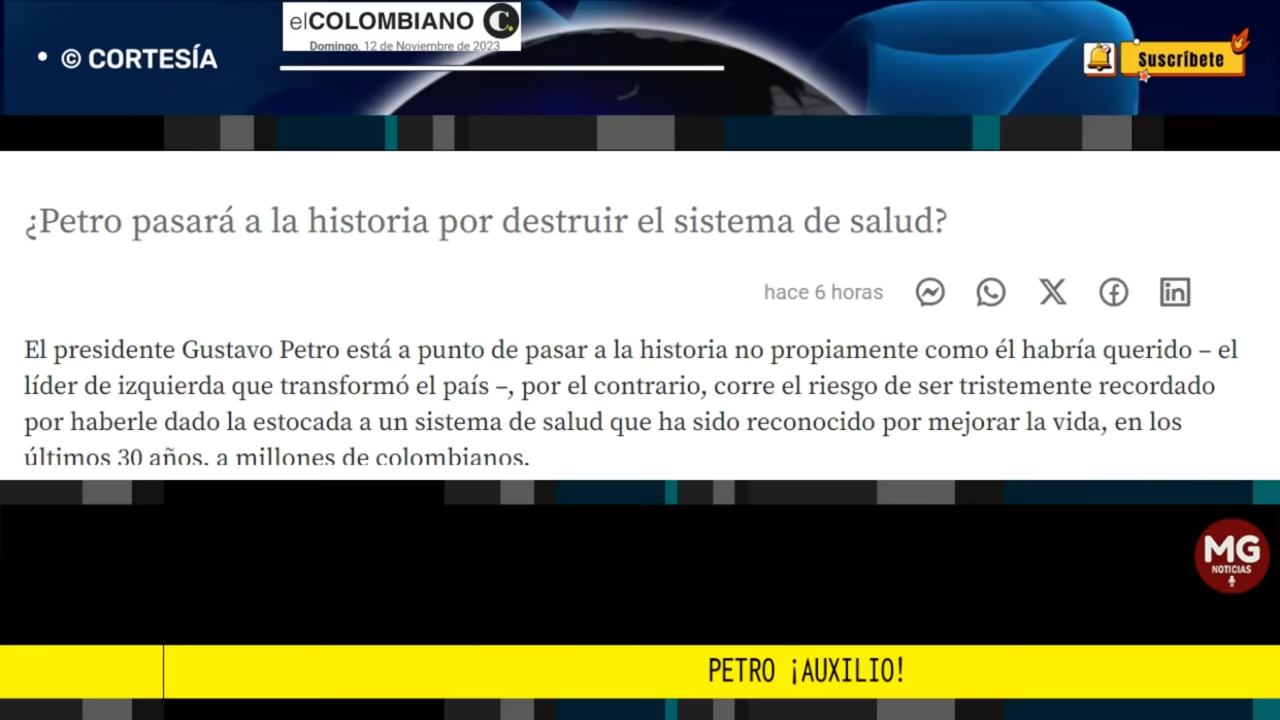 elCOLOMBIANO C.
Domingo, 12 de Noviembre de 2023
• © CORTESÍA
Suscríbete
¿Petro pasará a la historia por destruir el sistema de salud?
hace 6 horas
El presidente Gustavo Petro está a punto de pasar a la historia no propiamente como él habría querido – el
líder de izquierda que transformó el país –, por el contrario, corre el riesgo de ser tristemente recordado
por haberle dado la estocada a un sistema de salud que ha sido reconocido por mejorar la vida, en los
últimos 30 años, a millones de colombianos.
MG
NOTICIAS
PETRO ¡AUXILIO!